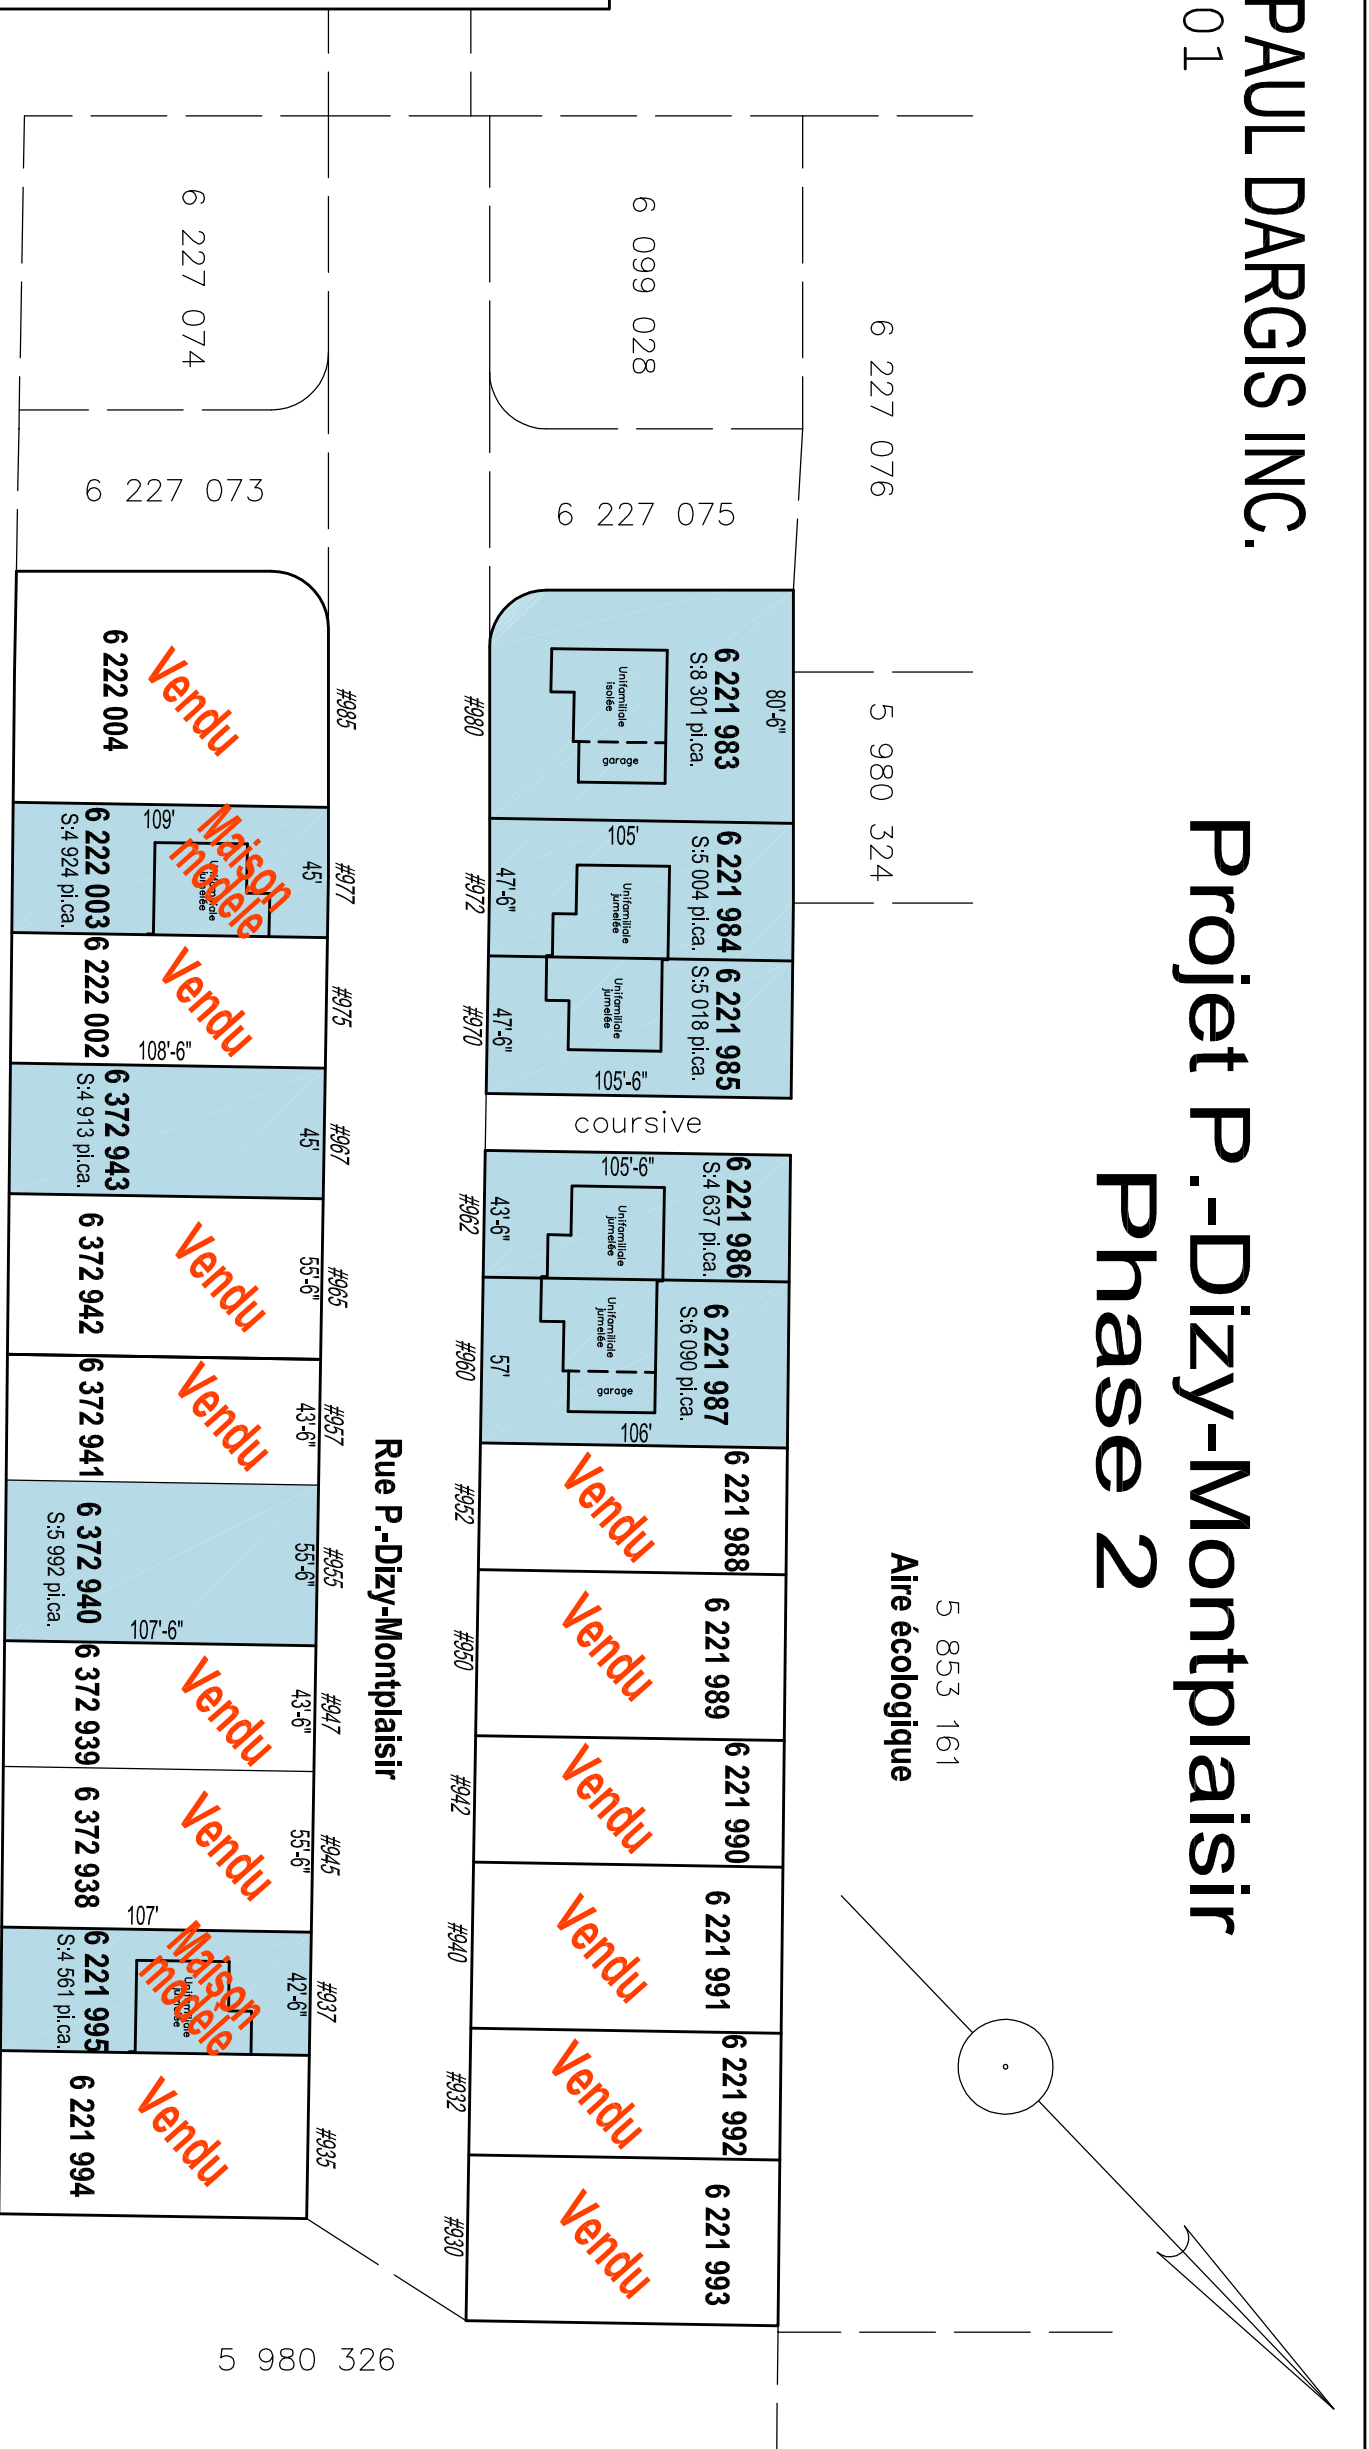 PAUL DARGIS INC.
01
Projet P.-Dizy-Montplaisir
Phase 2
6 227 076
5 980 324
5 853 161
Aire écologique
6 099 028
6 227 075
6 227 074
6 227 073
80'-6"
6 221 983
S:8 301 pi.ca.
Unifamiliale
isolée
garage
#980
6 221 984
S:5 004 pi.ca.
105'
Unifamiliale
jumelée
47'-6"
#972
6 221 985
S:5 018 pi.ca.
Unifamiliale
jumelée
105'-6"
47'-6"
#970
coursive
6 221 986
S:4 637 pi.ca.
105'-6"
Unifamiliale
jumelée
43'-6"
#962
6 221 987
S:6 090 pi.ca.
Unifamiliale
jumelée
garage
106'
57'
#960
6 221 988
Vendu
#952
6 221 989
Vendu
#950
6 221 990
Vendu
#942
6 221 991
Vendu
#940
6 221 992
Vendu
#932
6 221 993
Vendu
#930
Rue P.-Dizy-Montplaisir
#985
Vendu
6 222 004
#977
45'
Maison
modèle
Unifamiliale
jumelée
109'
6 222 003
S:4 924 pi.ca.
#975
Vendu
108'-6"
6 222 002
#967
45'
6 372 943
S:4 913 pi.ca.
#965
55'-6"
Vendu
6 372 942
#957
43'-6"
Vendu
6 372 941
#955
55'-6"
107'-6"
6 372 940
S:5 992 pi.ca.
#947
43'-6"
Vendu
6 372 939
#945
55'-6"
Vendu
107'
6 372 938
#937
42'-6"
Maison
modèle
Unifamiliale
jumelée
6 221 995
S:4 561 pi.ca.
#935
Vendu
6 221 994
5 980 326